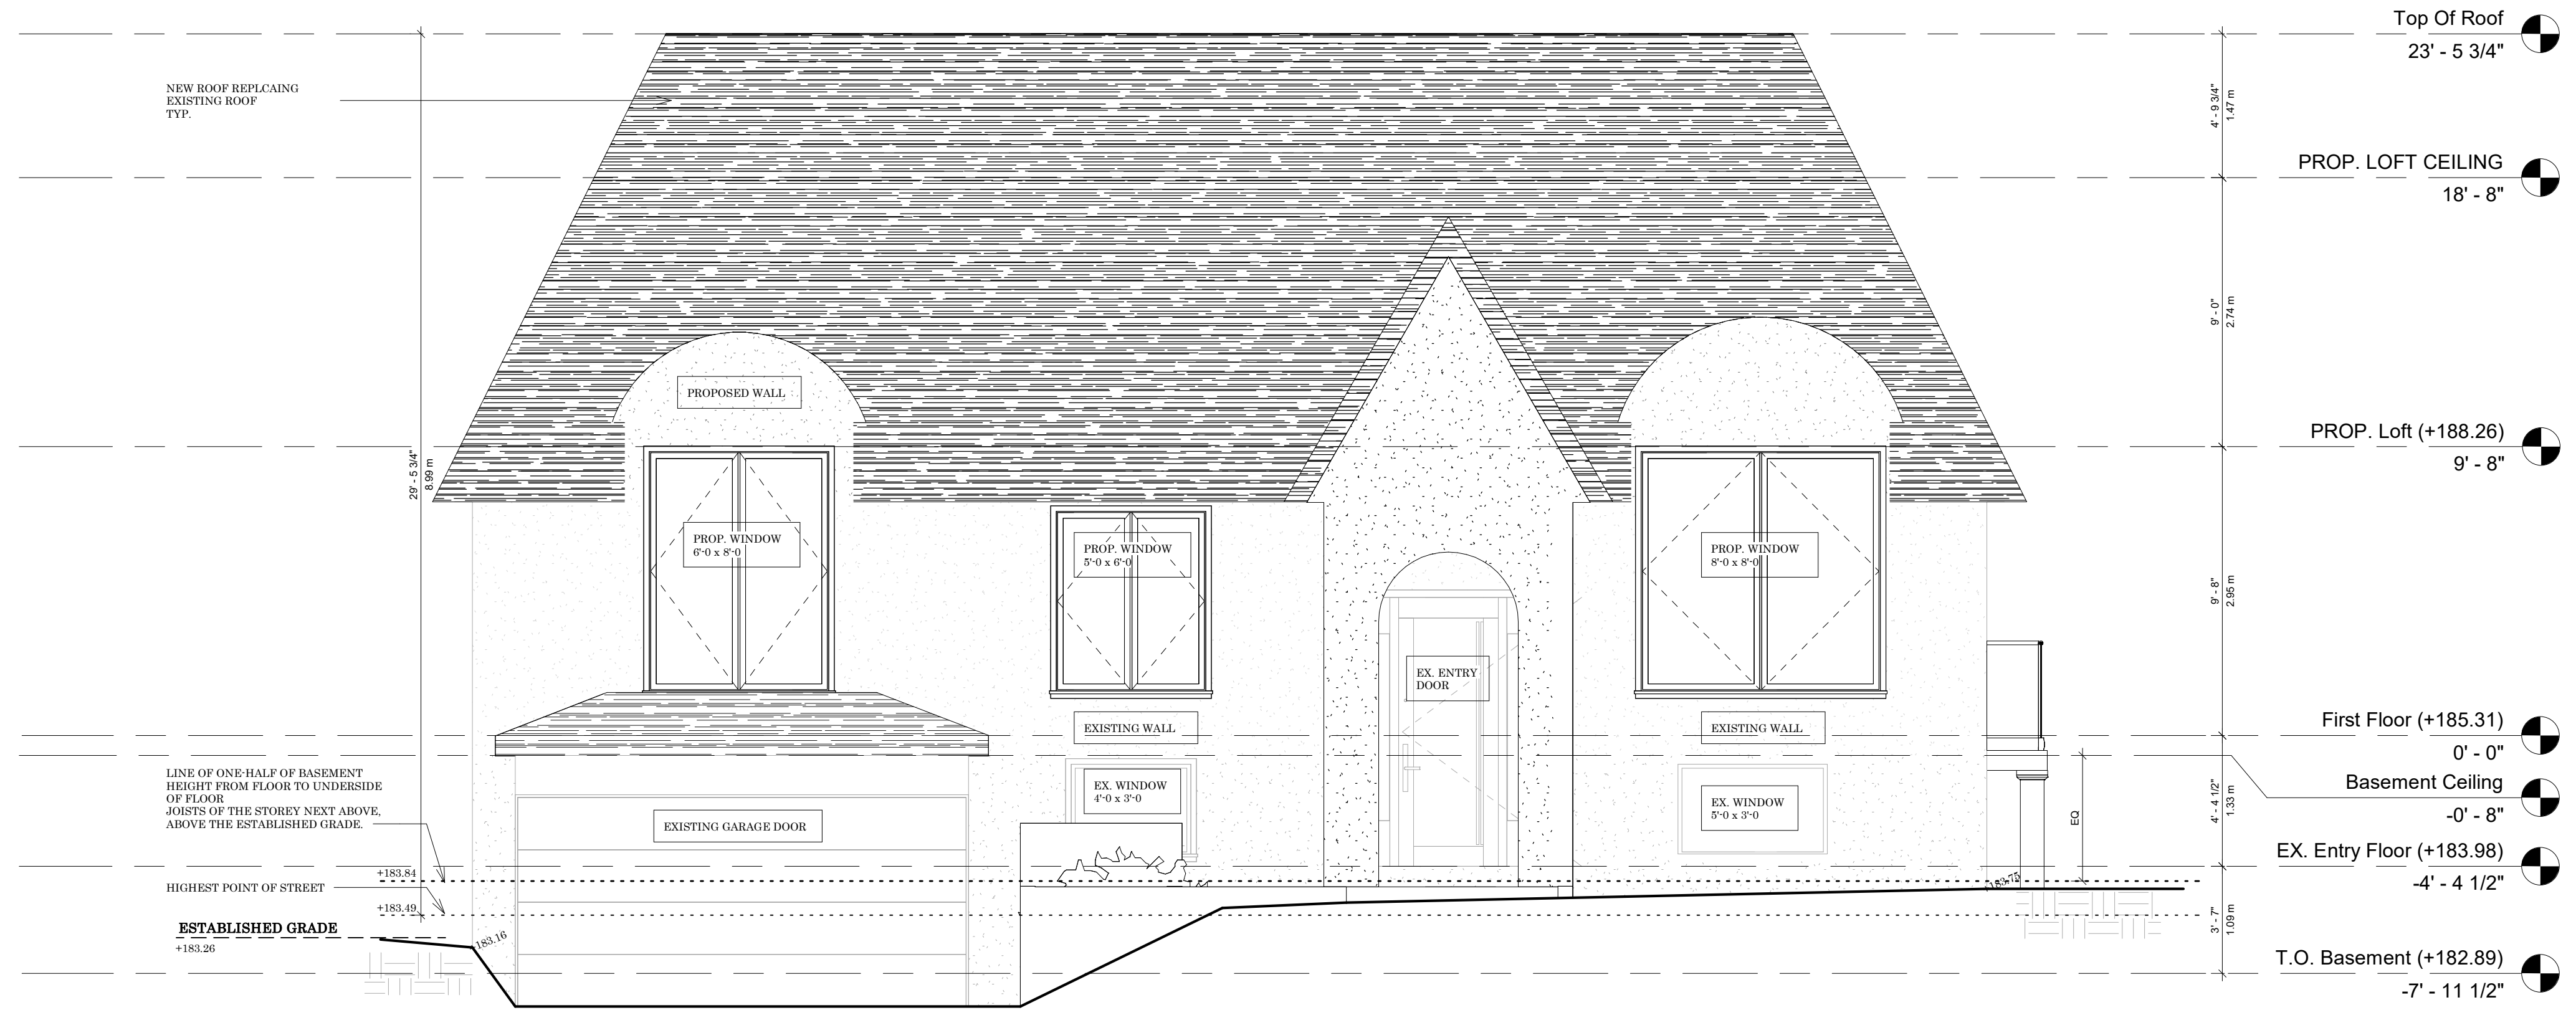 Top Of Roof
23' - 5 3/4"
NEW ROOF REPLCAING
EXISTING ROOF
TYP.
4' - 9 3/4"
1.47 m
PROP. LOFT CEILING
18' - 8"
9' - 0"
2.74 m
PROPOSED WALL
PROP. Loft (+188.26)
9' - 8"
29' - 5 3/4"
8.99 m
PROP. WINDOW
6'-0 x 8'-0
PROP. WINDOW
5'-0 x 6'-0
PROP. WINDOW
8'-0 x 8'-0
9' - 8"
2.95 m
EX. ENTRY
DOOR
EXISTING WALL
EXISTING WALL
First Floor (+185.31)
0' - 0"
LINE OF ONE-HALF OF BASEMENT
HEIGHT FROM FLOOR TO UNDERSIDE
OF FLOOR
JOISTS OF THE STOREY NEXT ABOVE,
ABOVE THE ESTABLISHED GRADE.
EX. WINDOW
4'-0 x 3'-0
EX. WINDOW
5'-0 x 3'-0
EXISTING GARAGE DOOR
EQ
4' - 4 1/2"
1.33 m
Basement Ceiling
-0' - 8"
EX. Entry Floor (+183.98)
-4' - 4 1/2"
+183.84
HIGHEST POINT OF STREET
+183.49
+183.75
ESTABLISHED GRADE
+183.26
+183.16
3' - 7"
1.09 m
T.O. Basement (+182.89)
-7' - 11 1/2"